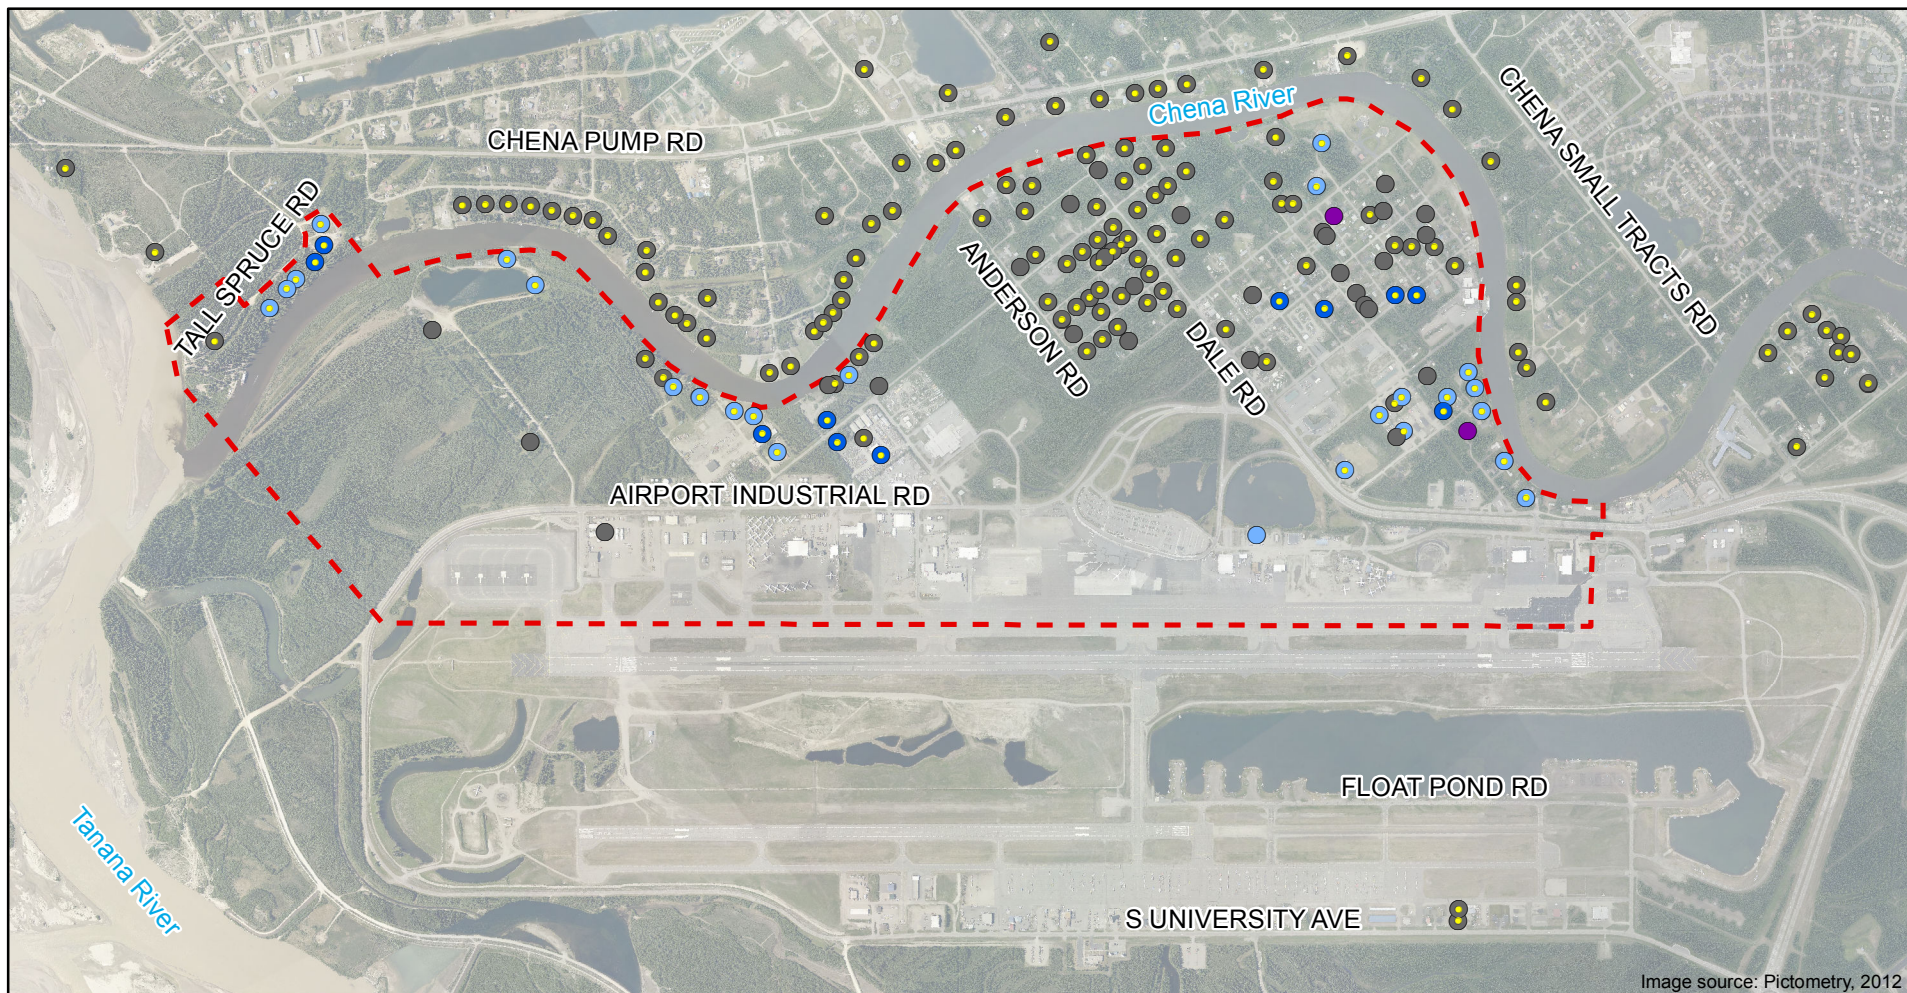 CHENA PUMP RD
Chena River
CHENA SMALL TRACTS RD
TALL SPRUCE RD
ANDERSON RD
DALE RD
AIRPORT INDUSTRIAL RD
FLOAT POND RD
Tanana River
S UNIVERSITY AVE
Image source: Pictometry, 2012